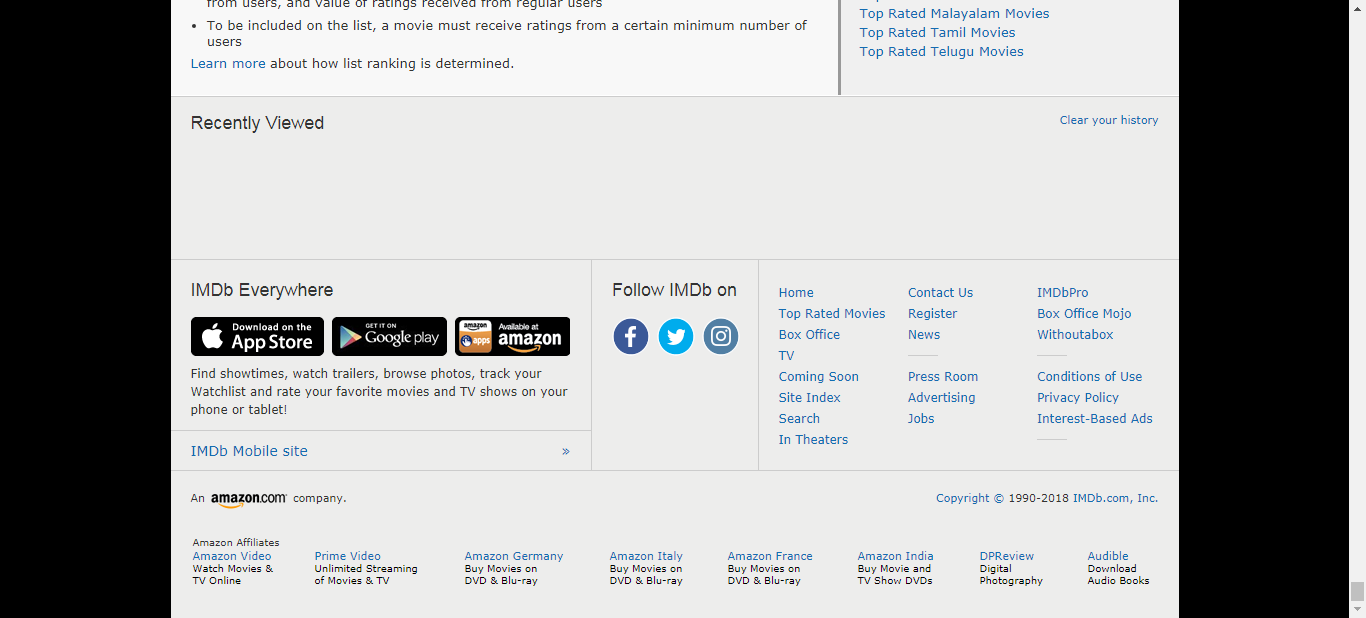 from users, and value of ratings received from regular users
• To be included on the list, a movie must receive ratings from a certain minimum number of
users
Learn more about how list ranking is determined.
Top Rated Malayalam Movies
Top Rated Tamil Movies
Top Rated Telugu Movies
Recently Viewed
Clear your history
IMDb Everywhere
Download on the
App Store
GET IT ON
Google play
amazon
apps
Available at
amazon
Find showtimes, watch trailers, browse photos, track your
Watchlist and rate your favorite movies and TV shows on your
phone or tablet!
IMDb Mobile site »
Follow IMDb on
Home
Top Rated Movies
Box Office
TV
Coming Soon
Site Index
Search
In Theaters
Contact Us
Register
News
Press Room
Advertising
Jobs
IMDbPro
Box Office Mojo
Withoutabox
Conditions of Use
Privacy Policy
Interest-Based Ads
An amazon.com company.
Copyright © 1990-2018 IMDb.com, Inc.
Amazon Affiliates
Amazon Video
Watch Movies &
TV Online
Prime Video
Unlimited Streaming
of Movies & TV
Amazon Germany
Buy Movies on
DVD & Blu-ray
Amazon Italy
Buy Movies on
DVD & Blu-ray
Amazon France
Buy Movies on
DVD & Blu-ray
Amazon India
Buy Movie and
TV Show DVDs
DPReview
Digital
Photography
Audible
Download
Audio Books